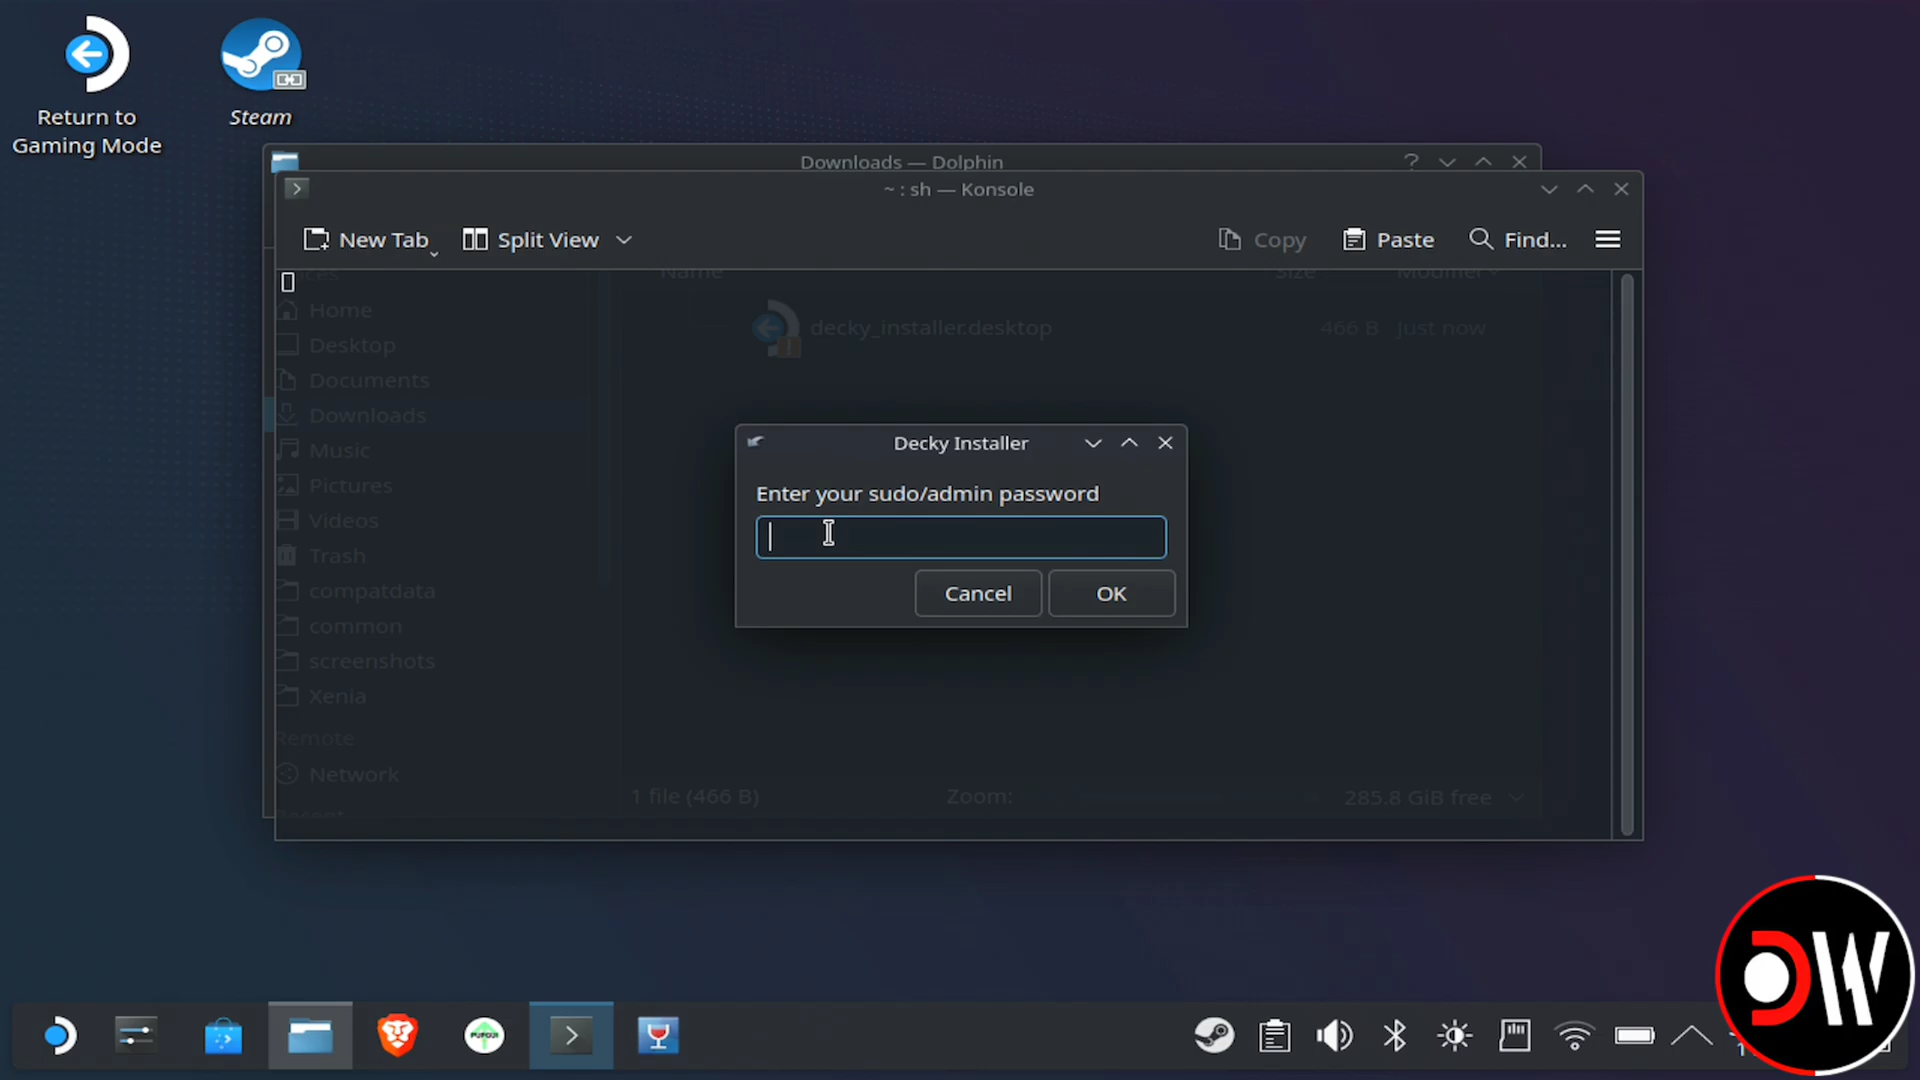 Return to
Gaming Mode
Steam
Downloads — Dolphin
~ : sh — Konsole
New Tab
Split View
Copy
Paste
Find...
Name
Size
Home
decky_installer.desktop
466 B
Just now
Desktop
Documents
Downloads
Music
Pictures
Videos
Trash
compatdata
common
screenshots
Xenia
Remote
Network
1 file (466 B)
Zoom:
285.8 GiB free
Decky Installer
Enter your sudo/admin password
Cancel
OK
DW